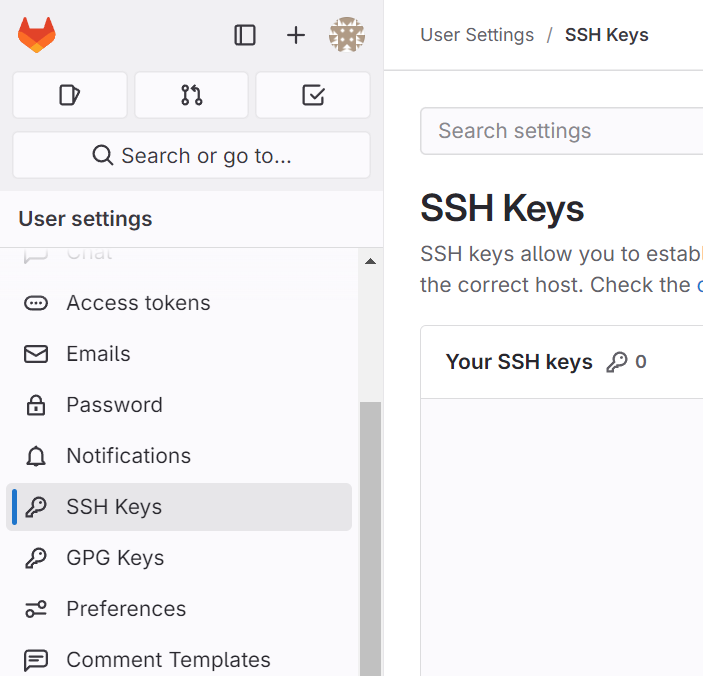 Search or go to...
User settings
Chat
Access tokens
Emails
Password
Notifications
SSH Keys
GPG Keys
Preferences
Comment Templates
User Settings / SSH Keys
Search settings
SSH Keys
SSH keys allow you to establ
the correct host. Check the
Your SSH keys 0